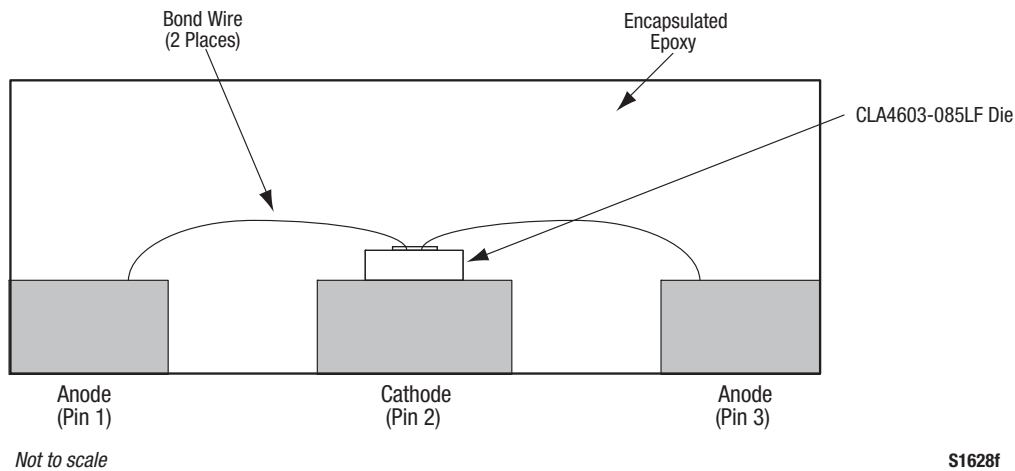 Bond Wire
(2 Places)
Encapsulated
Epoxy
CLA4603-085LF Die
Anode
(Pin 1)
Cathode
(Pin 2)
Anode
(Pin 3)
Not to scale
S1628f